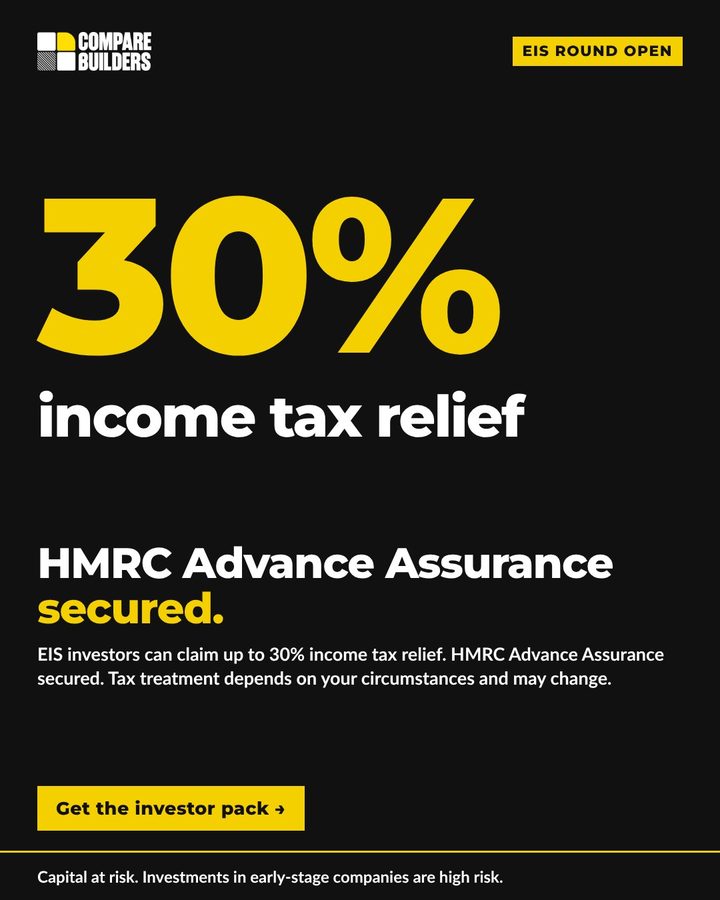 COMPARE
BUILDERS
EIS ROUND OPEN
30%
income tax relief
HMRC Advance Assurance
secured.
EIS investors can claim up to 30% income tax relief. HMRC Advance Assurance
secured. Tax treatment depends on your circumstances and may change.
Get the investor pack →
Capital at risk. Investments in early-stage companies are high risk.